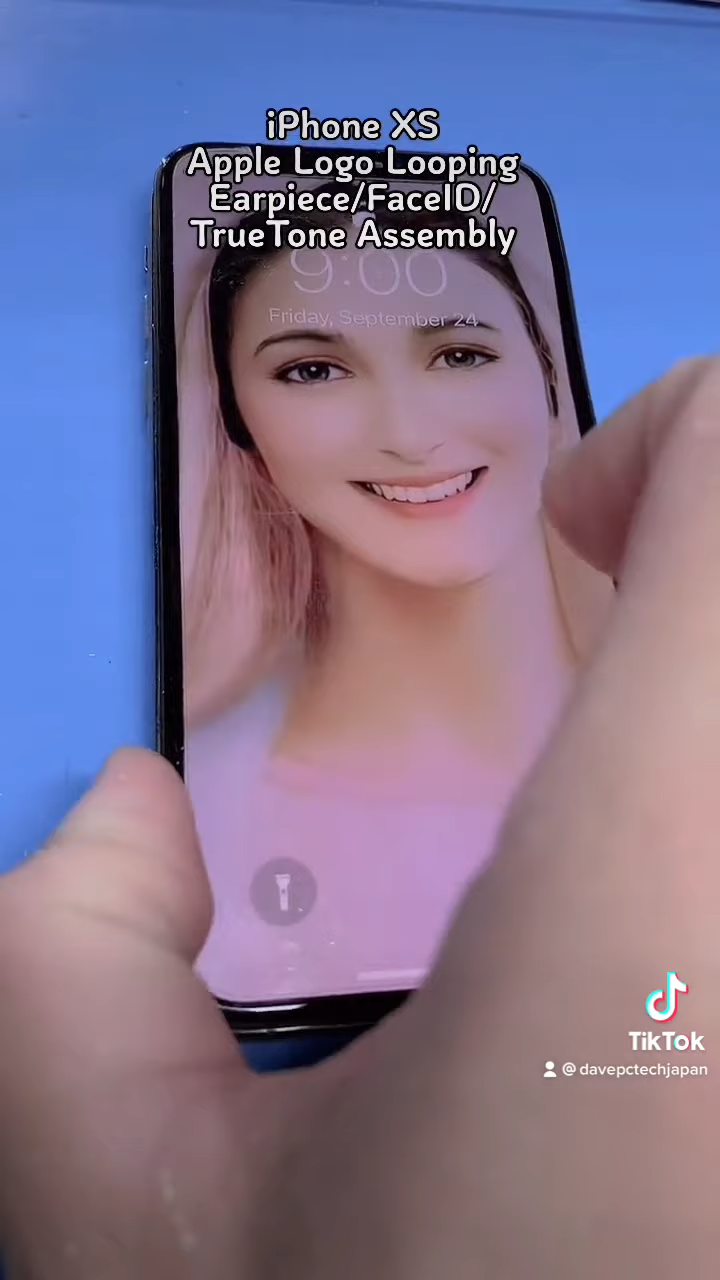 iPhone XS
Apple Logo Looping
Earpiece/FaceID/
TrueTone Assembly
9:00
Friday, September 24
TikTok
@davepctechjapan